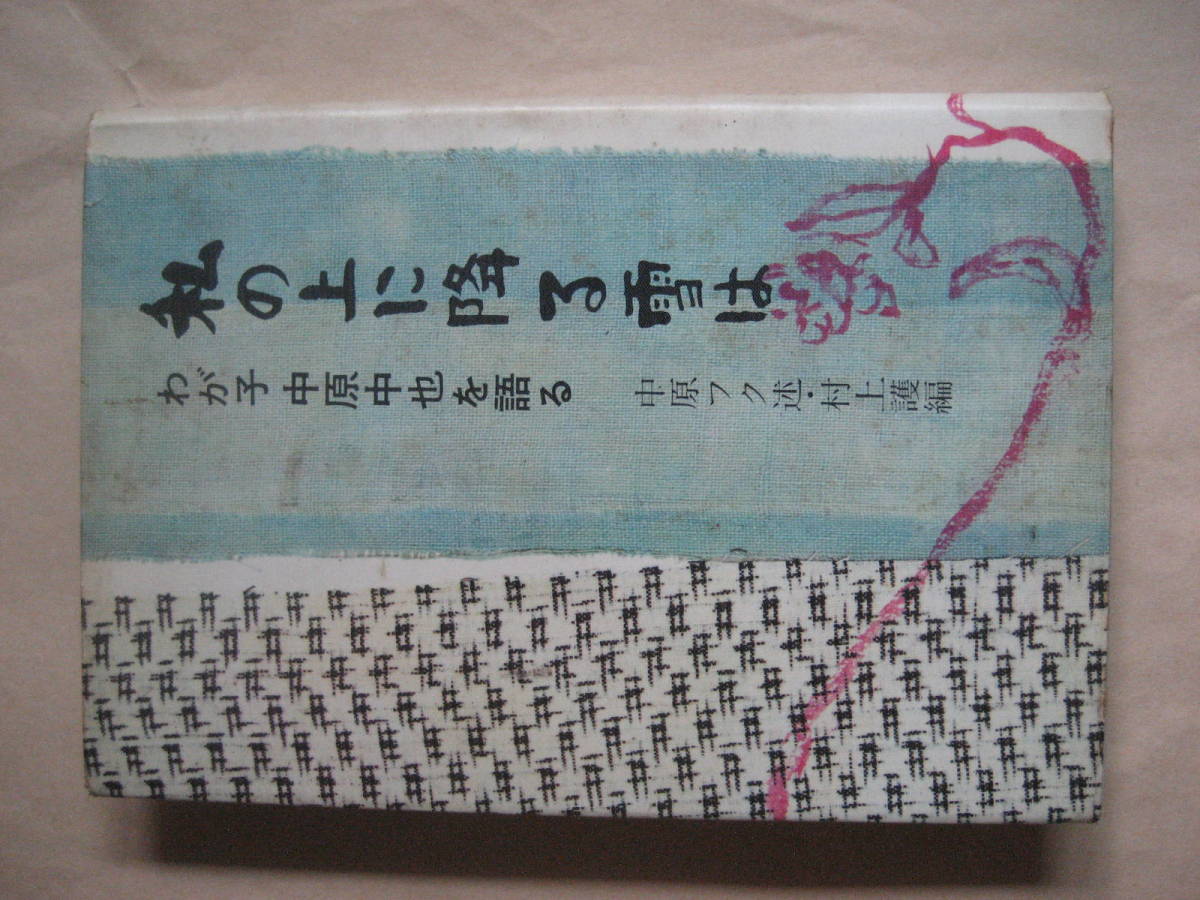 私の上に降る雪は
わが子 中原中也を語る
中原フク述・村上護編